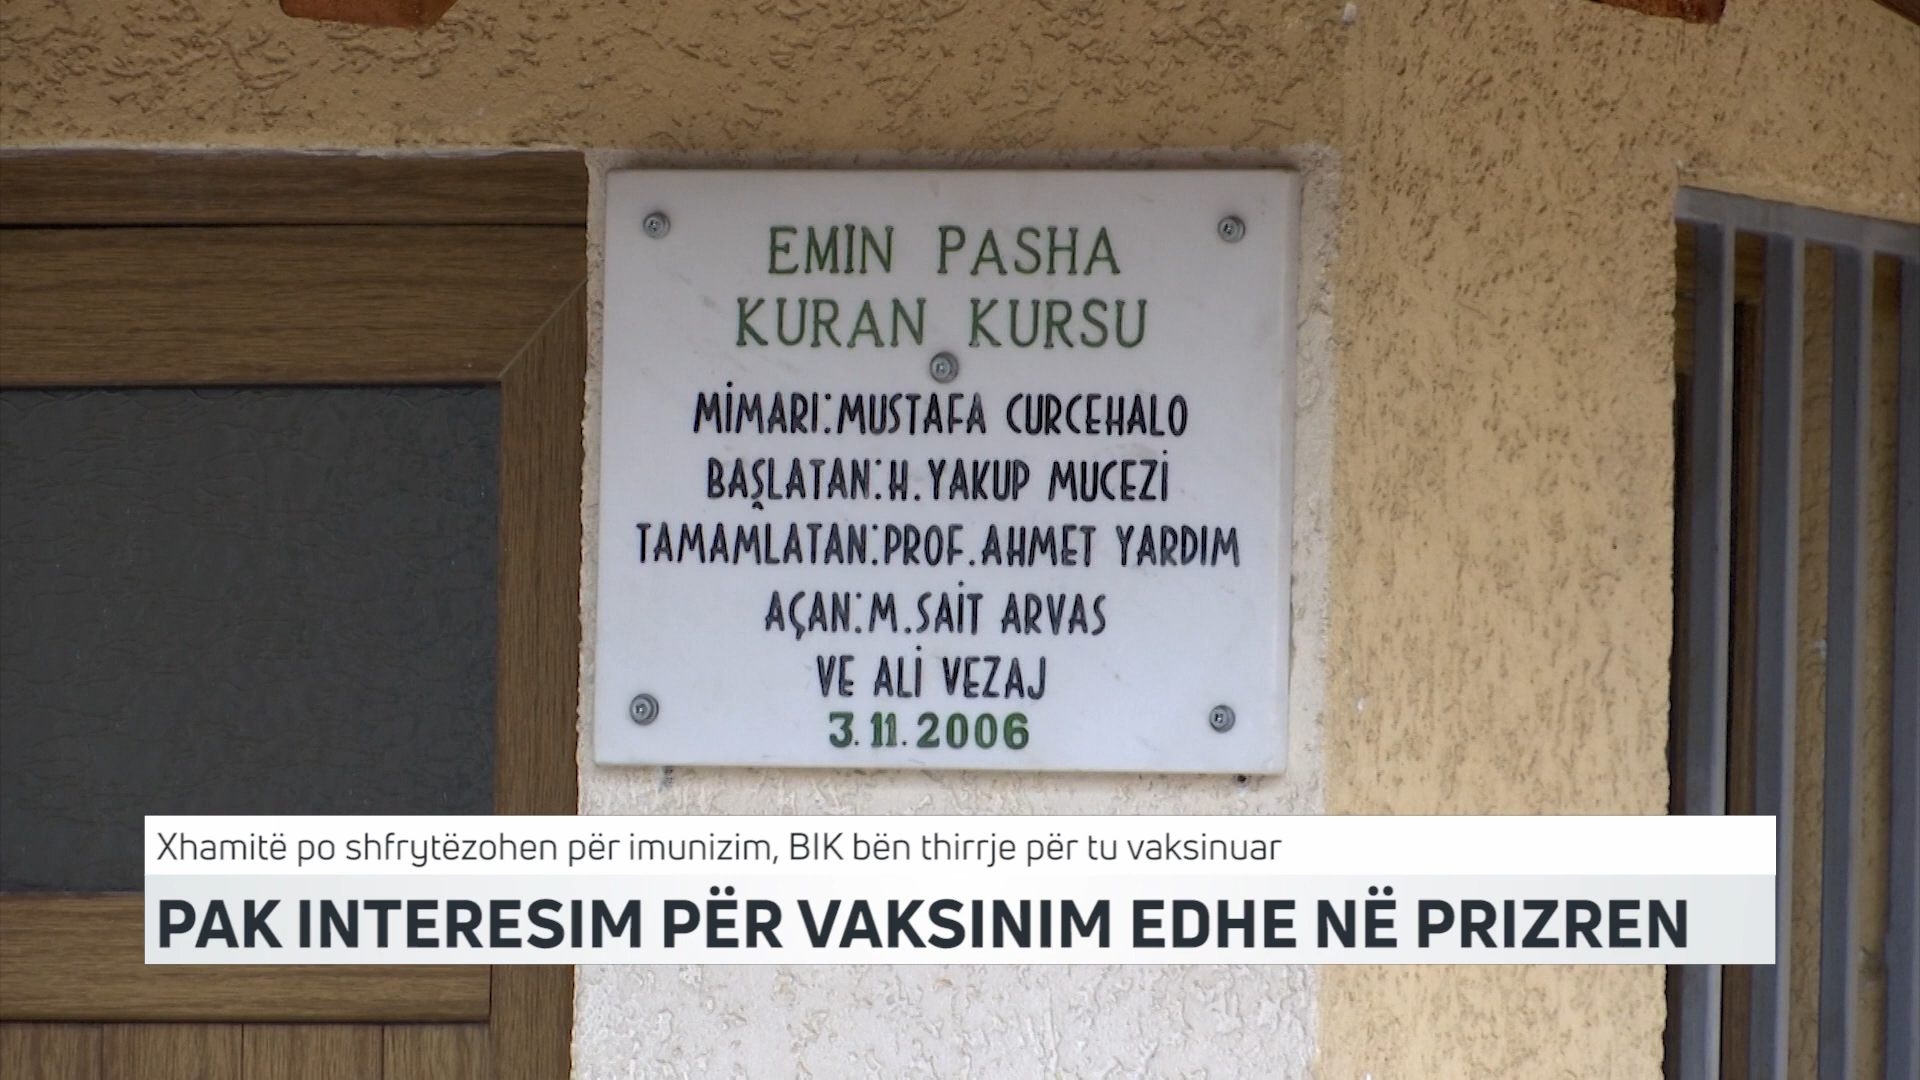 EMIN PASHA
KURAN KURSU
MİMARI:MUSTAFA CURCEHALO
BAŞLATAN:H.YAKUP MUCEZİ
TAMAMLATAN:PROF.AHMET YARDIM
AÇAN:M.SAİT ARVAS
VE ALİ VEZAJ
3.11.2006
Xhamitë po shfrytëzohen për imunizim, BIK bën thirrje për tu vaksinuar
PAK INTERESIM PËR VAKSINIM EDHE NË PRIZREN